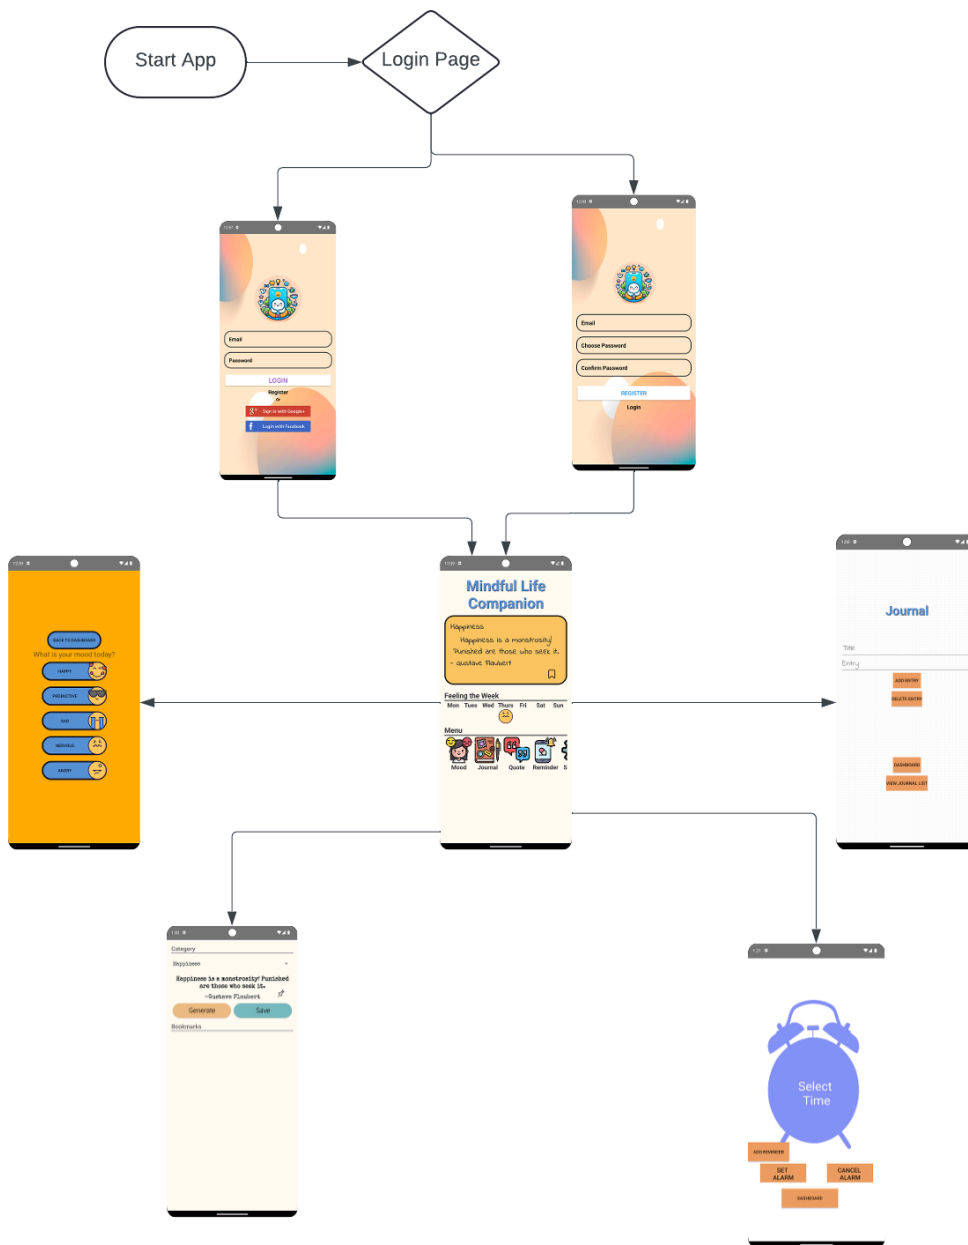 Start App
Login Page
Email
Password
LOGIN
Register
or
Sign in with Google+
Login with Facebook
Email
Choose Password
Confirm Password
REGISTER
Login
BACK TO DASHBOARD
What is your mood today?
HAPPY
PRODUCTIVE
SAD
NERVOUS
ANGRY
Mindful Life
Companion
Happiness
Happiness is a monstrosity!
Punished are those who seek it.
- Gustave Flaubert
Feeling the Week
Mon Tues Wed Thurs Fri Sat Sun
Menu
Mood Journal Quote Reminder S
Journal
Title
Entry
ADD ENTRY
DELETE ENTRY
DASHBOARD
VIEW JOURNAL LIST
Category
Happiness
Happiness is a monstrosity! Punished
are those who seek it.
-Gustave Flaubert
Generate Save
Bookmarks
Select
Time
ADD REMINDER
SET
ALARM
CANCEL
ALARM
DASHBOARD